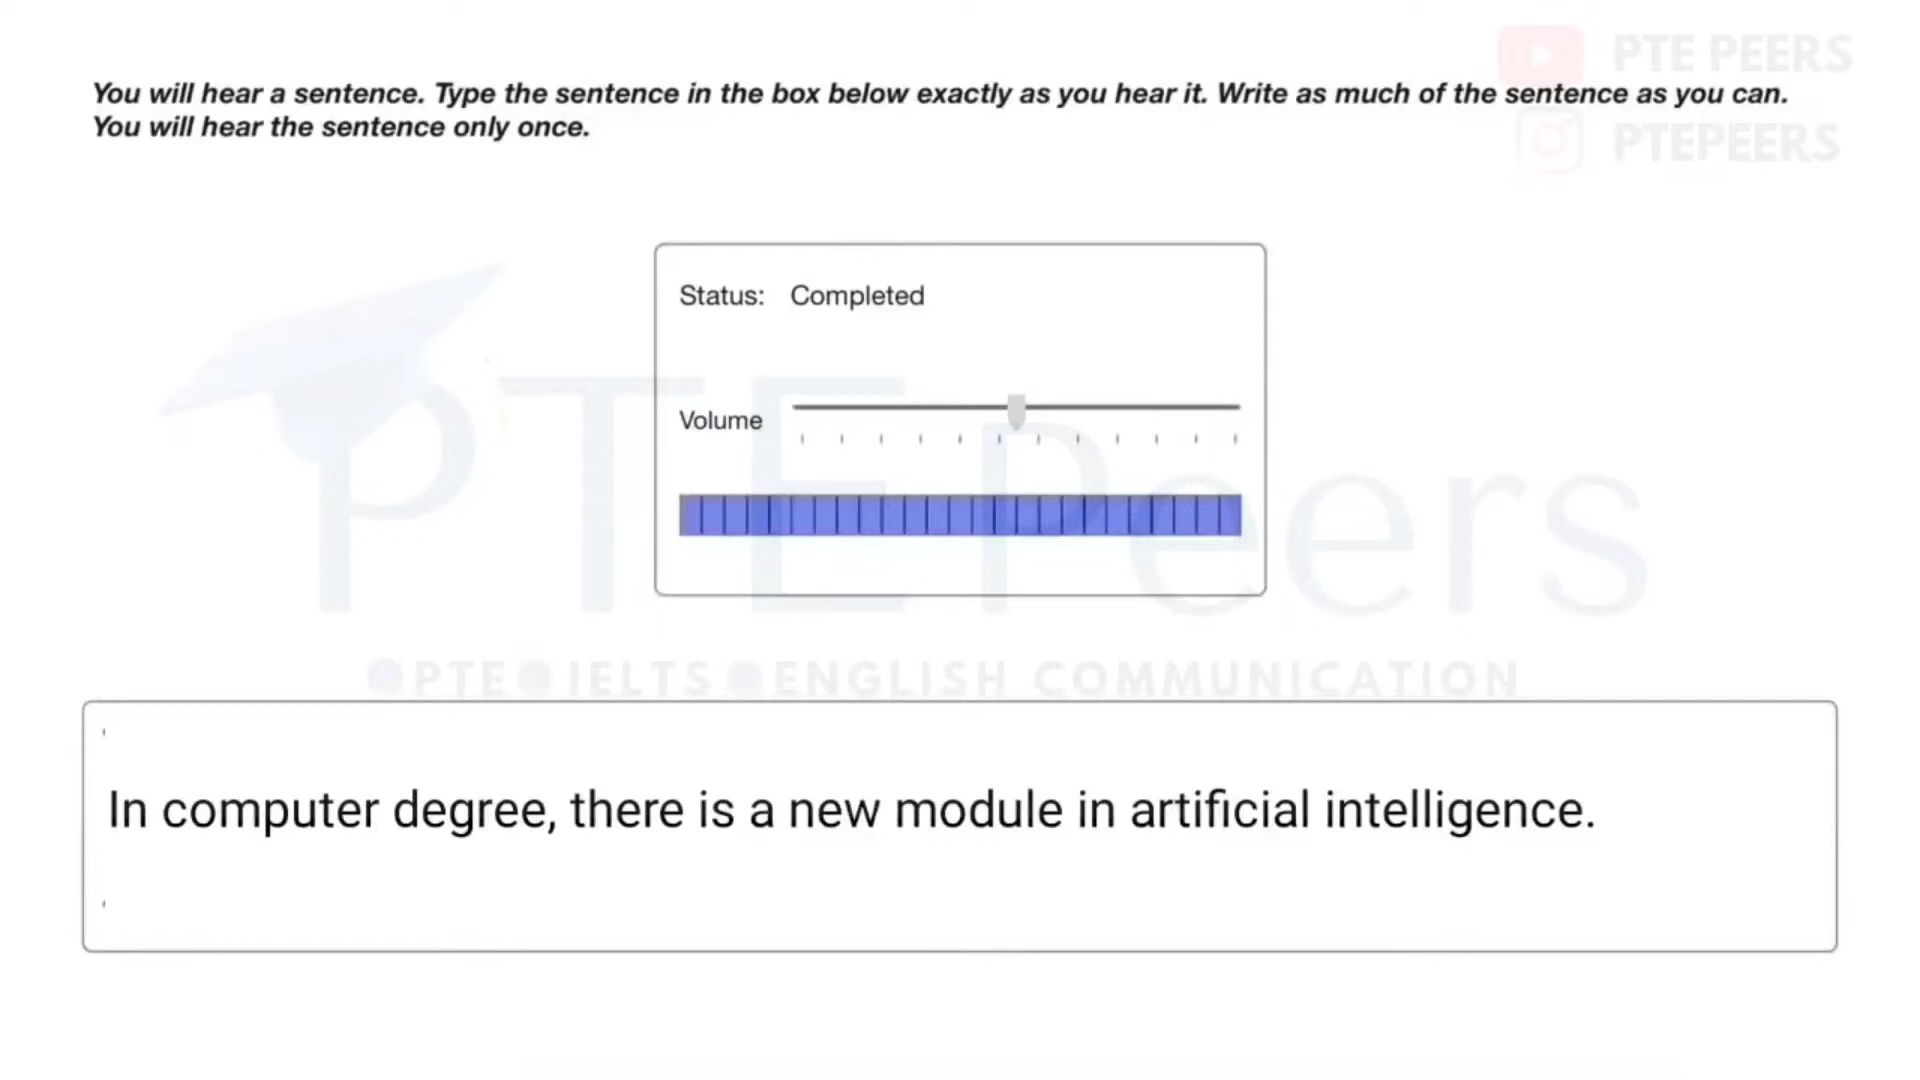 PTE PEERS
You will hear a sentence. Type the sentence in the box below exactly as you hear it. Write as much of the sentence as you can.
You will hear the sentence only once.
PTEPEERS
Status: Completed
Volume
PTE Peers
PTE IELTS ENGLISH COMMUNICATION
In computer degree, there is a new module in artificial intelligence.